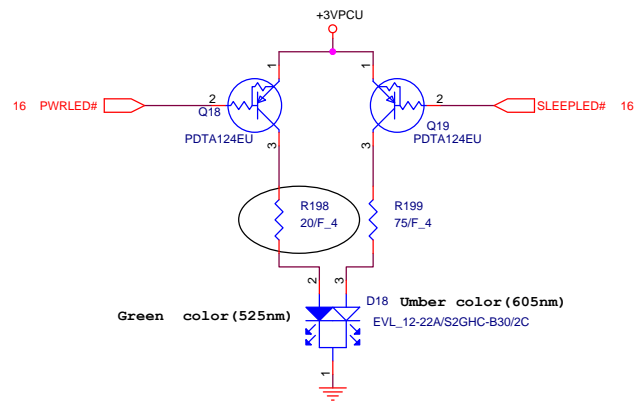 +3VPCU
1
1
16 PWRLED#
2
Q18
PDTA124EU
2
Q19
PDTA124EU
SLEEPLED# 16
3
3
R198
20/F_4
R199
75/F_4
2
3
D18
Umber color(605nm)
Green color(525nm)
EVL_12-22A/S2GHC-B30/2C
1